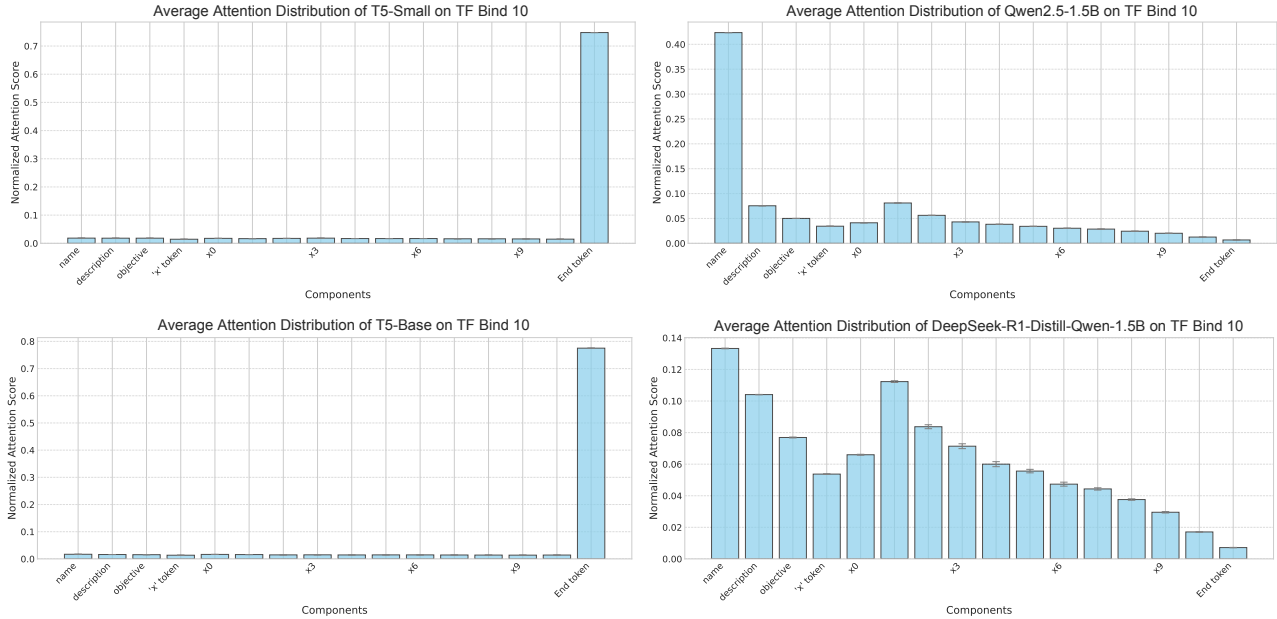 Average Attention Distribution of T5-Small on TF Bind 10
Normalized Attention Score
0.7
0.6
0.5
0.4
0.3
0.2
0.1
0.0
name
description
objective
'x' token
x0
x3
x6
x9
End token
Components
Average Attention Distribution of Qwen2.5-1.5B on TF Bind 10
Normalized Attention Score
0.40
0.35
0.30
0.25
0.20
0.15
0.10
0.05
0.00
name
description
objective
'x' token
x0
x3
x6
x9
End token
Components
Average Attention Distribution of T5-Base on TF Bind 10
Normalized Attention Score
0.8
0.7
0.6
0.5
0.4
0.3
0.2
0.1
0.0
name
description
objective
'x' token
x0
x3
x6
x9
End token
Components
Average Attention Distribution of DeepSeek-R1-Distill-Qwen-1.5B on TF Bind 10
Normalized Attention Score
0.14
0.12
0.10
0.08
0.06
0.04
0.02
0.00
name
description
objective
'x' token
x0
x3
x6
x9
End token
Components